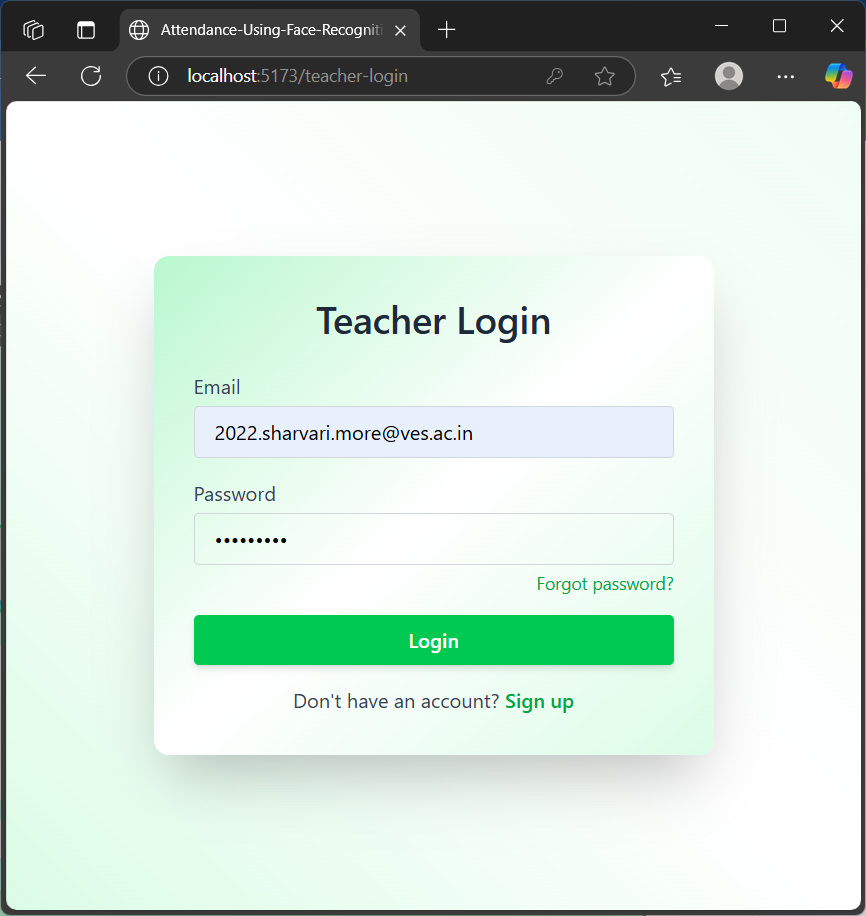 Attendance-Using-Face-Recogniti
localhost:5173/teacher-login
Teacher Login
Email
2022.sharvari.more@ves.ac.in
Password
•••••••••
Forgot password?
Login
Don't have an account? Sign up